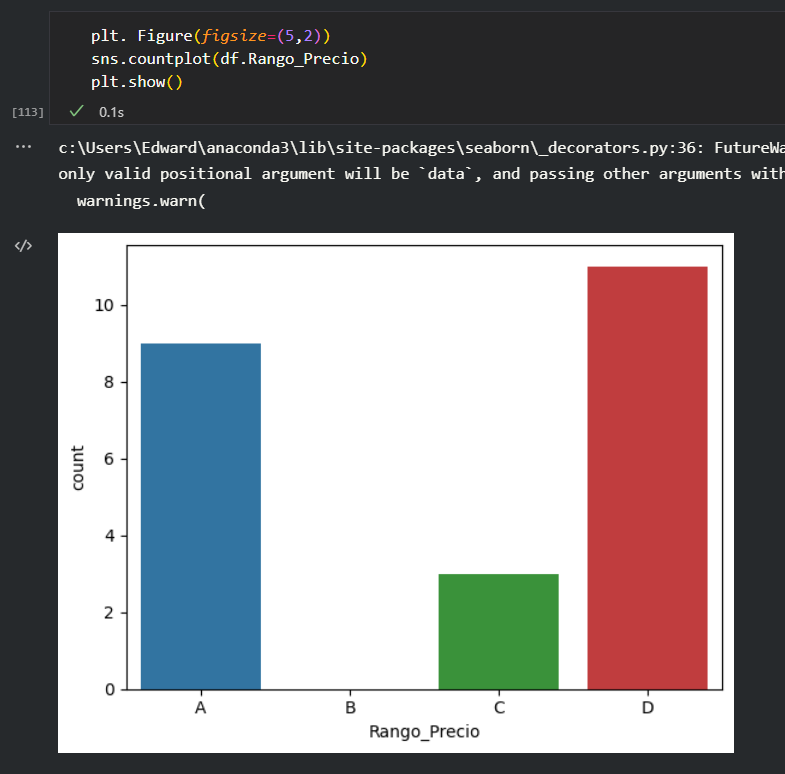 plt. Figure(figsize=(5,2))
sns.countplot(df.Rango_Precio)
plt.show()
[113]
0.1s
c:\Users\Edward\anaconda3\lib\site-packages\seaborn\_decorators.py:36: FutureWa
only valid positional argument will be `data`, and passing other arguments with
warnings.warn(
10
8
6
4
2
0
count
A B C D
Rango_Precio